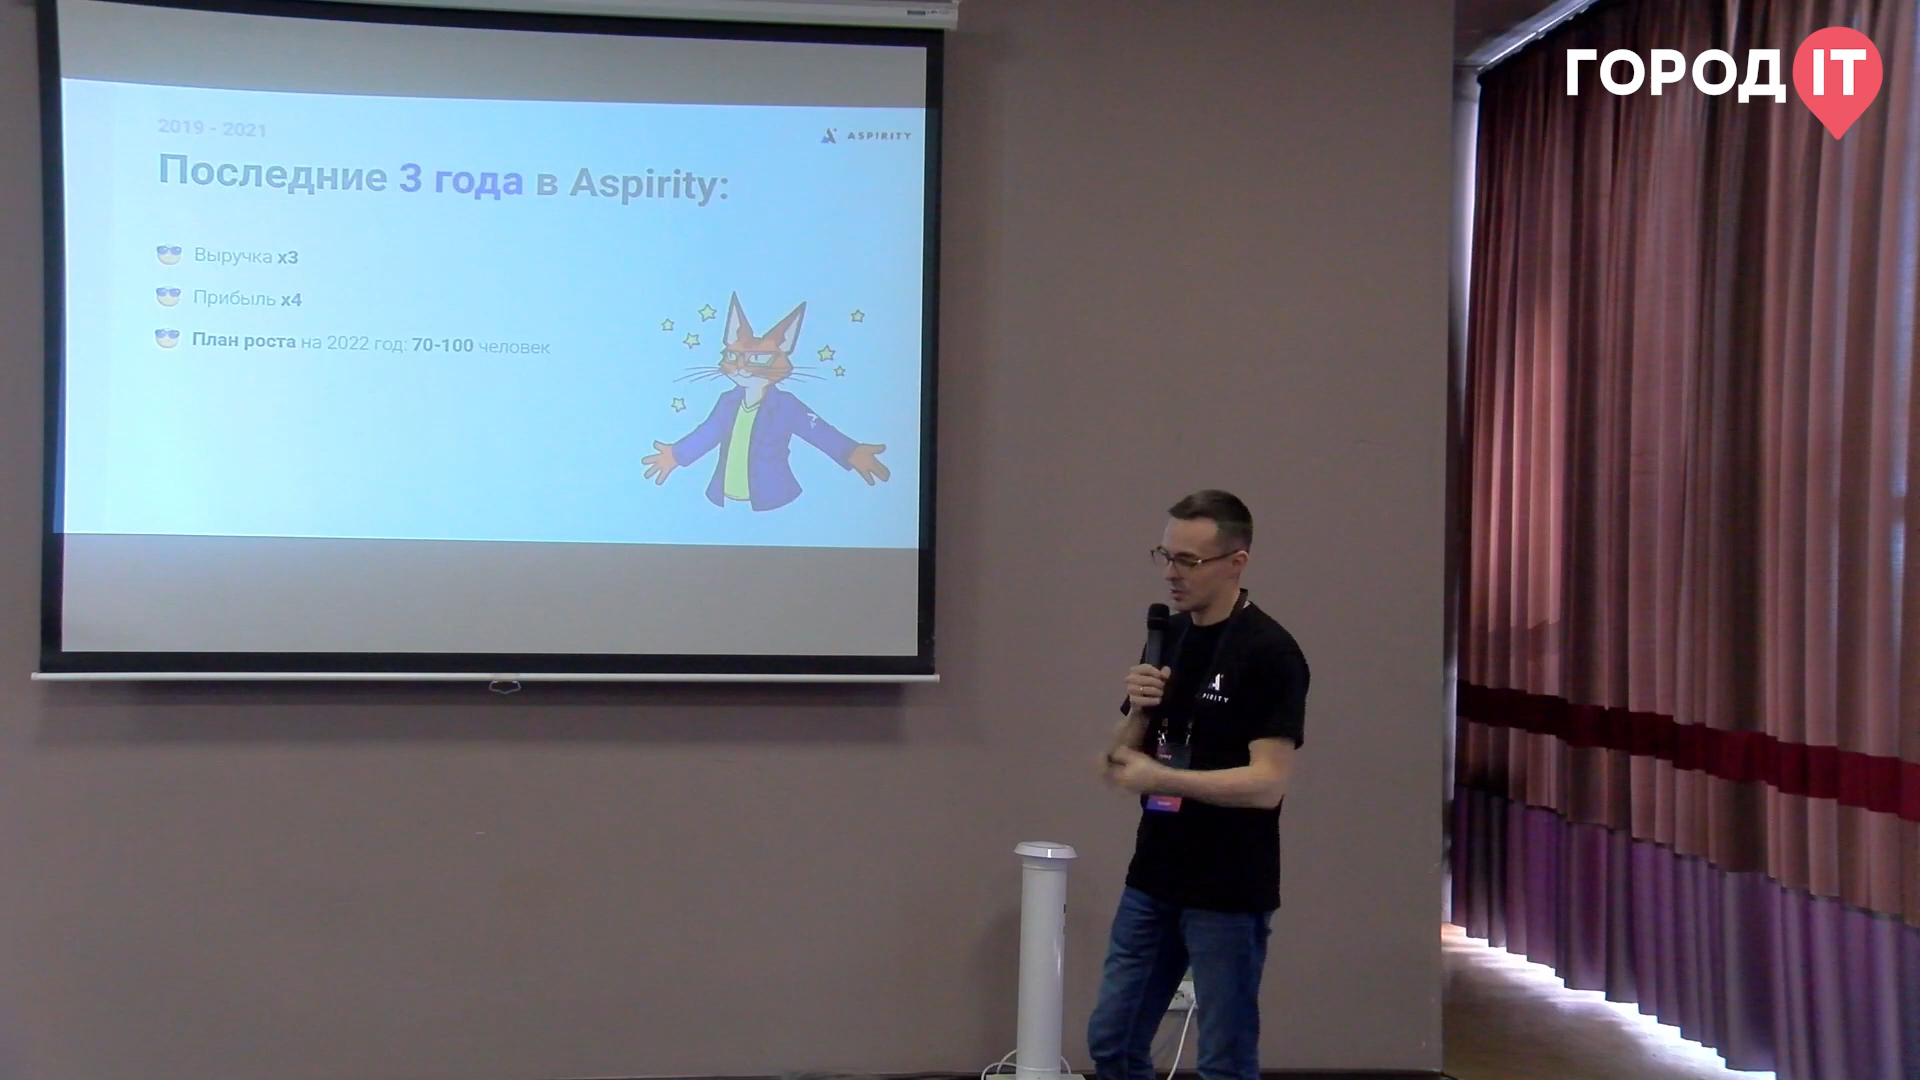 2019 - 2021
ASPIRITY
Последние 3 года в Aspirity:
Выручка x3
Прибыль x4
План роста на 2022 год: 70-100 человек
ГОРОД IT